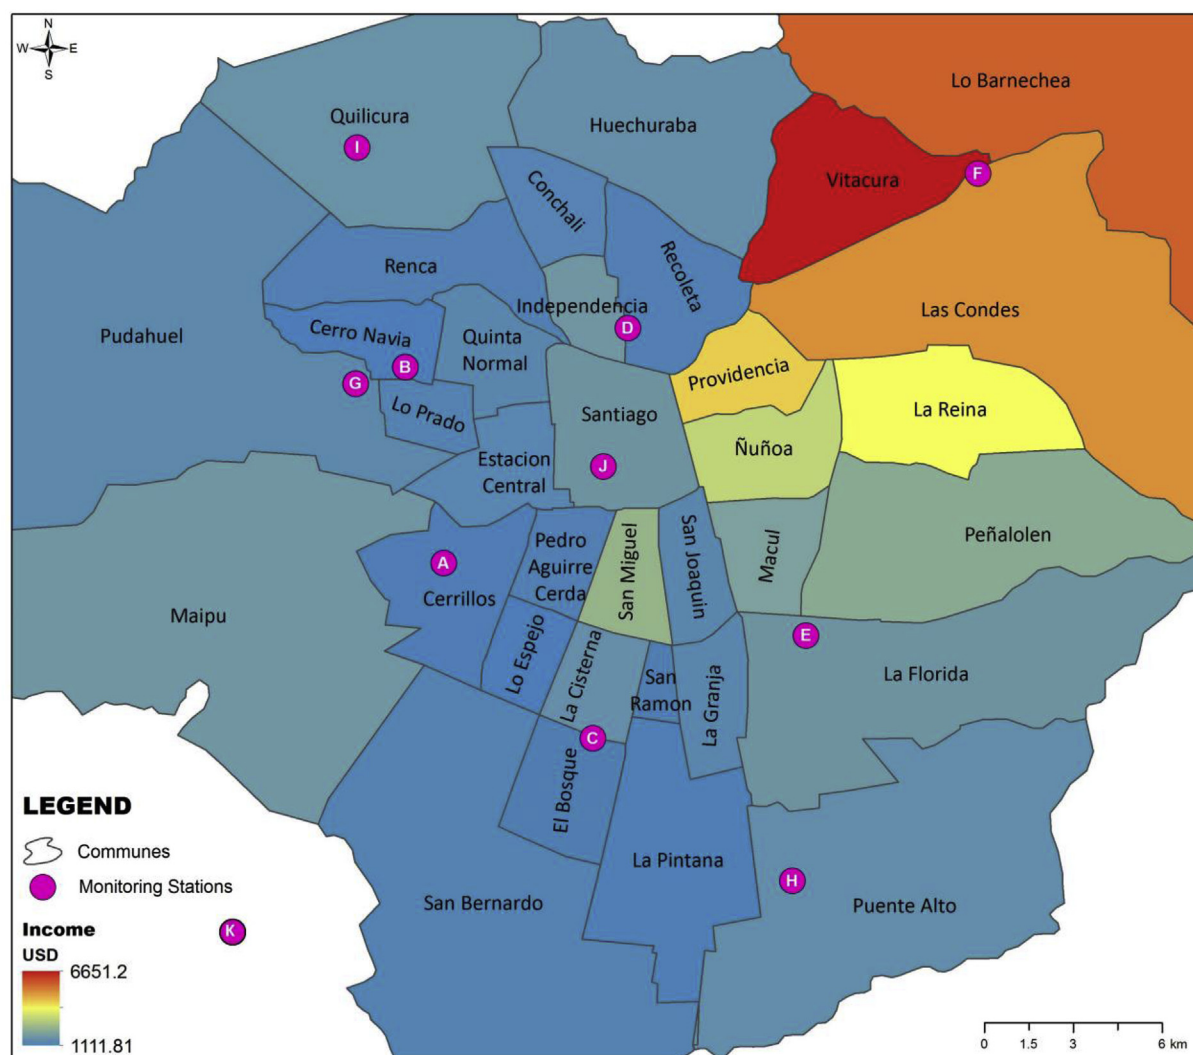 N
W E
S
Lo Barnechea
Quilicura
Huechuraba
I
F
Vitacura
Conchali
Recoleta
Renca
Independencia
Las Condes
D
Pudahuel
Cerro Navia
Quinta
Normal
B
G
Providencia
Lo Prado
Santiago
La Reina
Ñuñoa
Estacion
Central
J
Pedro
Aguirre
Cerda
San Miguel
San Joaquin
Macul
Peñalolen
A
Cerrillos
Maipu
E
Lo Espejo
La Cisterna
San
Ramon
La Granja
La Florida
C
El Bosque
La Pintana
H
Puente Alto
San Bernardo
LEGEND
Communes
Monitoring Stations
K
Income
USD
6651.2
1111.81
0 1.5 3 6 km